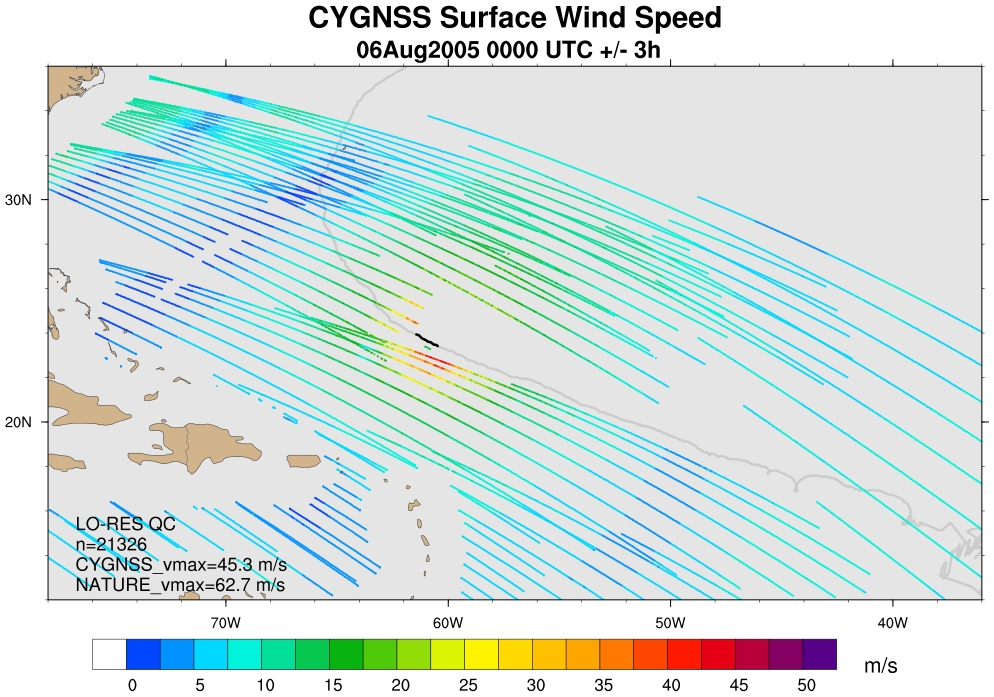 CYGNSS Surface Wind Speed
06Aug2005 0000 UTC +/- 3h
30N
20N
LO-RES QC
n=21326
CYGNSS_vmax=45.3 m/s
NATURE_vmax=62.7 m/s
70W 60W 50W 40W
0 5 10 15 20 25 30 35 40 45 50 m/s